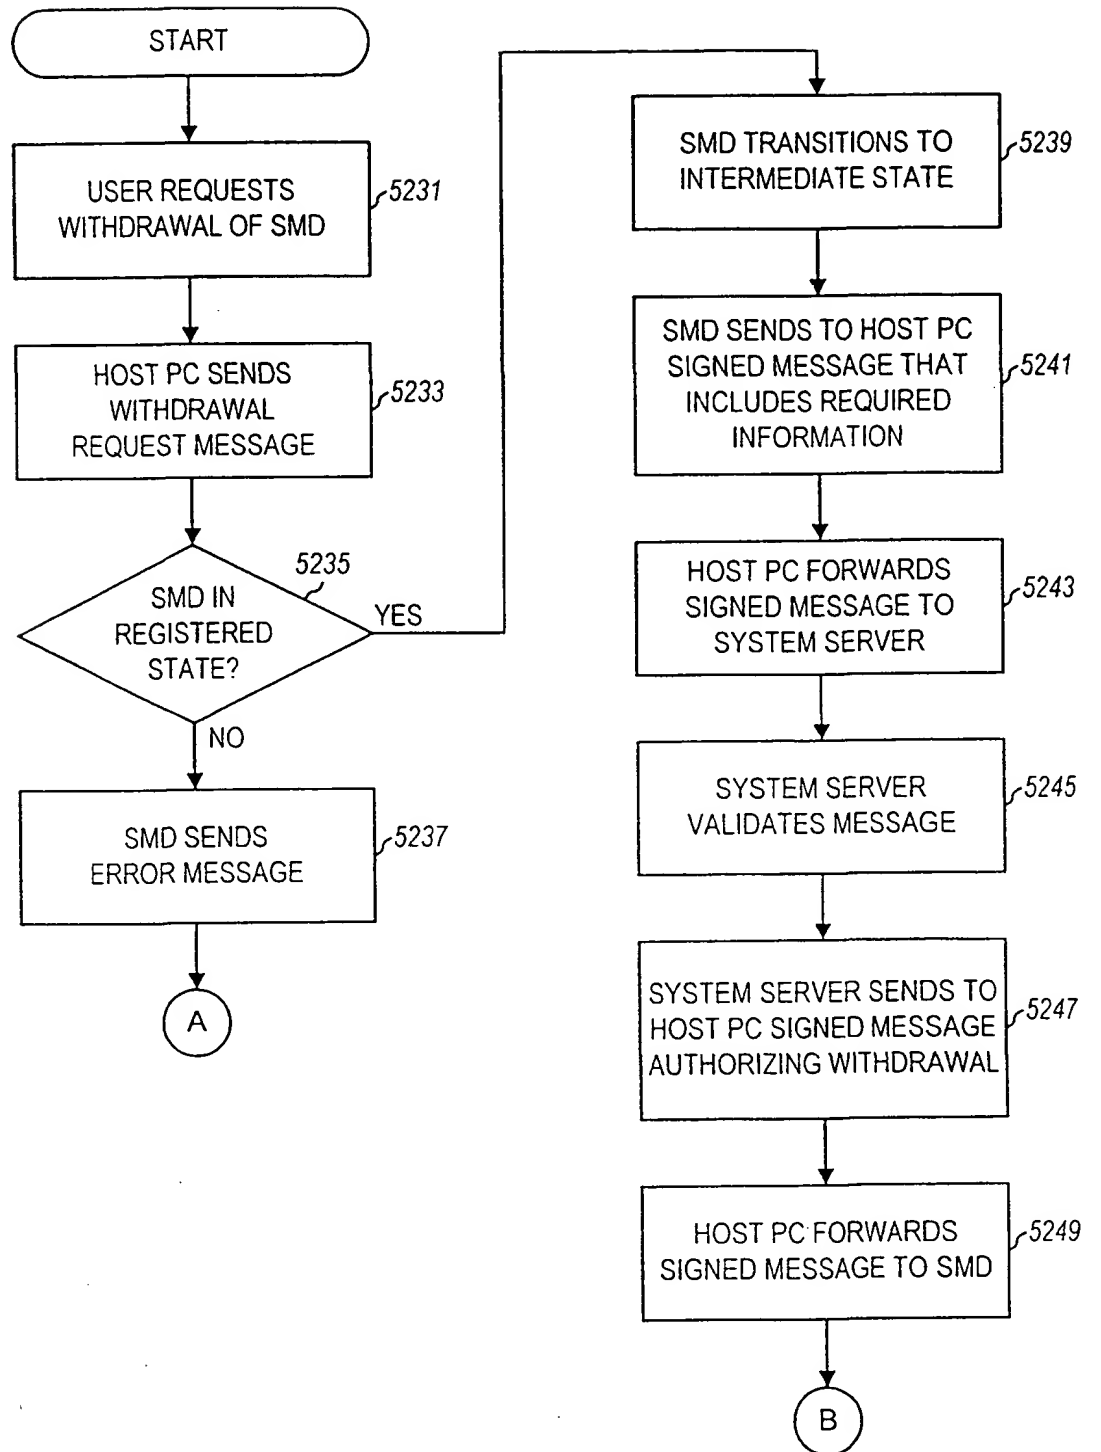 START
USER REQUESTS
WITHDRAWAL OF SMD
5231
HOST PC SENDS
WITHDRAWAL
REQUEST MESSAGE
5233
SMD IN
REGISTERED
STATE?
5235
YES
NO
SMD SENDS
ERROR MESSAGE
5237
A
SMD TRANSITIONS TO
INTERMEDIATE STATE
5239
SMD SENDS TO HOST PC
SIGNED MESSAGE THAT
INCLUDES REQUIRED
INFORMATION
5241
HOST PC FORWARDS
SIGNED MESSAGE TO
SYSTEM SERVER
5243
SYSTEM SERVER
VALIDATES MESSAGE
5245
SYSTEM SERVER SENDS TO
HOST PC SIGNED MESSAGE
AUTHORIZING WITHDRAWAL
5247
HOST PC FORWARDS
SIGNED MESSAGE TO SMD
5249
B